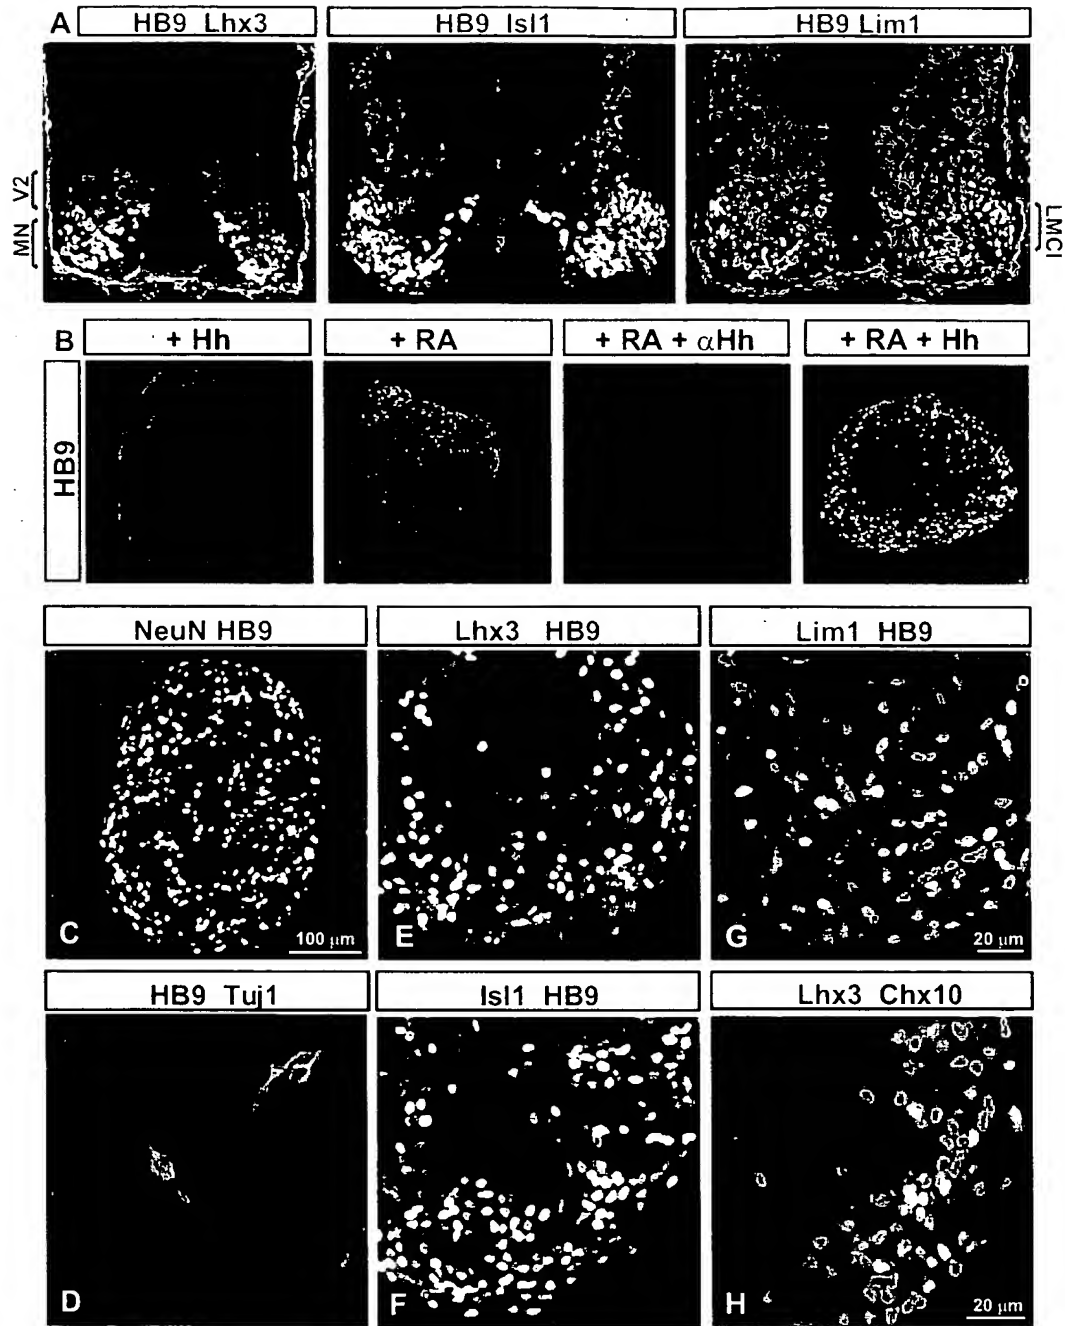 A
HB9 Lhx3
HB9 Isl1
HB9 Lim1
V2
MN
LMCl
B
+ Hh
+ RA
+ RA + αHh
+ RA + Hh
HB9
NeuN HB9
Lhx3 HB9
Lim1 HB9
C
100 µm
E
G
20 µm
HB9 Tuj1
Isl1 HB9
Lhx3 Chx10
D
F
H
20 µm